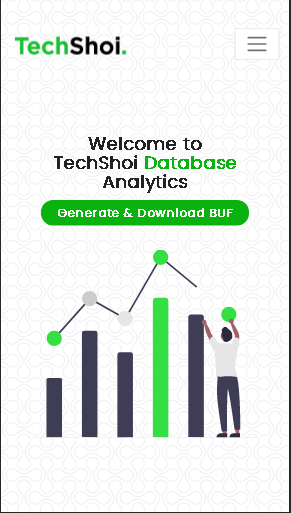 TechShoi.
Welcome to
TechShoi Database
Analytics
Generate & Download BUF